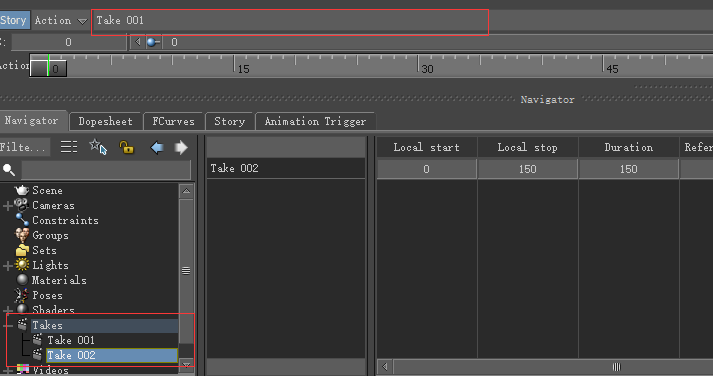 Story Action Take 001
: 0 0
Action 0 15 30 45
Navigator
Navigator Dopesheet FCurves Story Animation Trigger
Filte... Local start Local stop Duration Refer
Take 002 0 150 150
Scene
Cameras
Constraints
Groups
Sets
Lights
Materials
Poses
Shaders
Takes
Take 001
Take 002
Videos